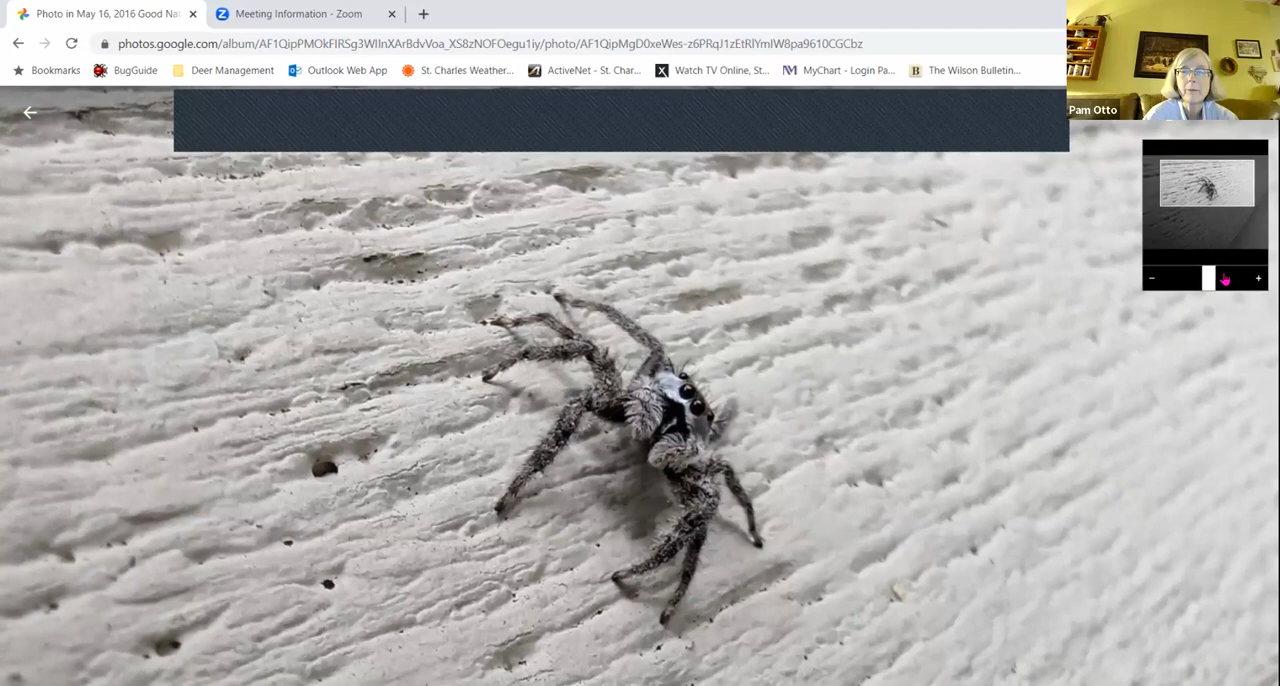 Photo in May 16, 2016 Good Nat
Meeting Information - Zoom
photos.google.com/album/AF1QipPMOkFIRSg3WIInXArBdvVoa_XS8zNOFOegu1iy/photo/AF1QipMgD0xeWes-z6PRqJ1zEtRlYmlW8pa9610CGCbz
Bookmarks
BugGuide
Deer Management
Outlook Web App
St. Charles Weather...
ActiveNet - St. Char...
Watch TV Online, St...
MyChart - Login Pa...
The Wilson Bulletin...
Pam Otto